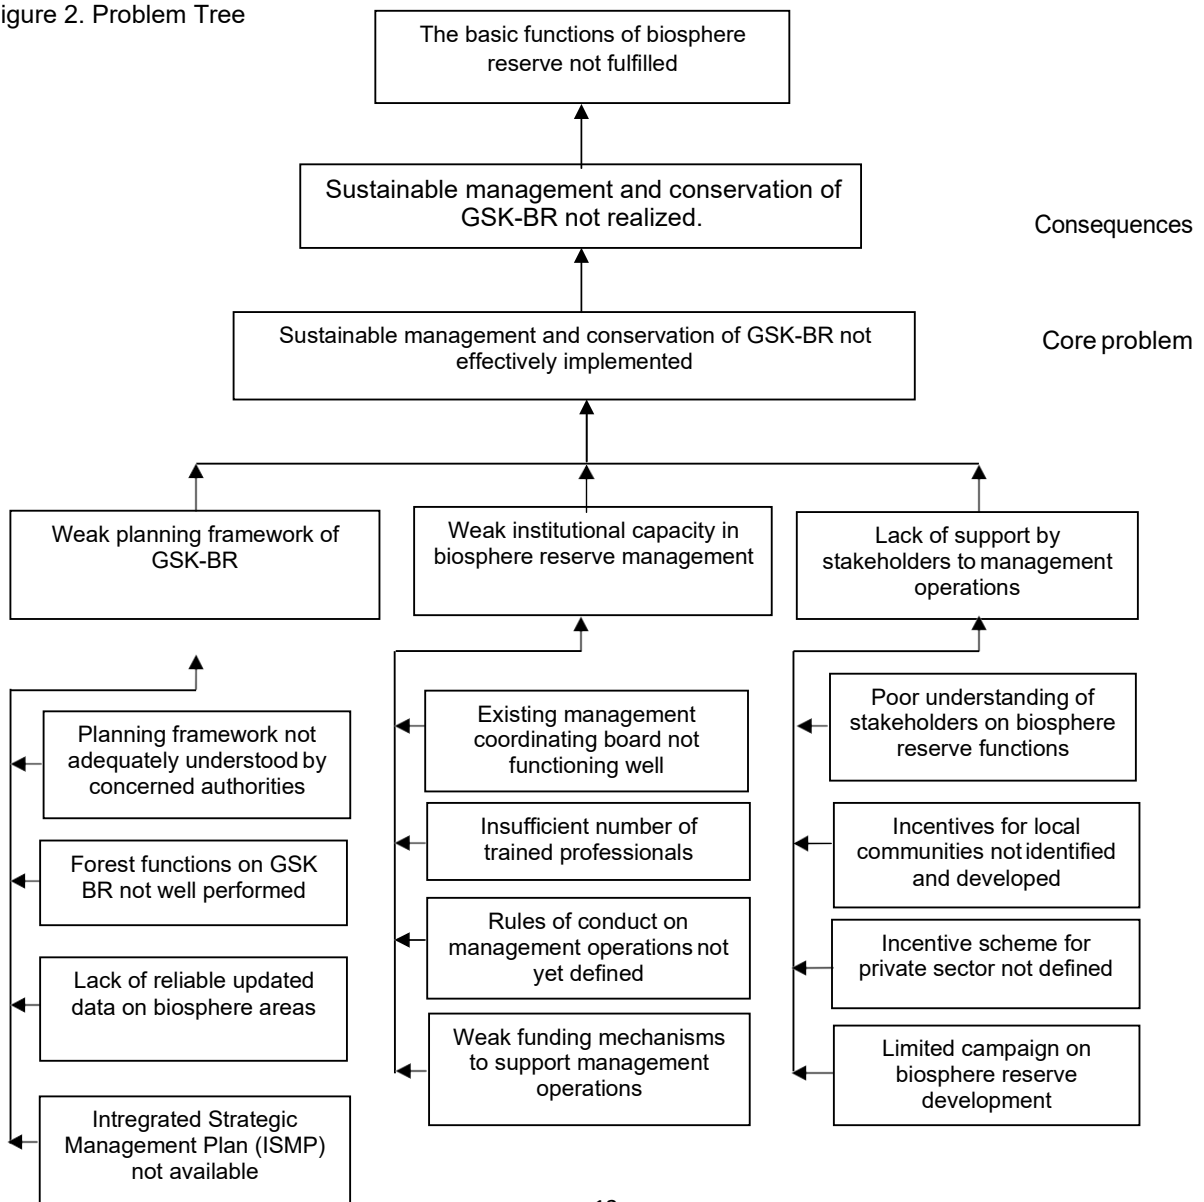 igure 2. Problem Tree
The basic functions of biosphere
reserve not fulfilled
Sustainable management and conservation of
GSK-BR not realized.
Consequences
Sustainable management and conservation of GSK-BR not
effectively implemented
Core problem
Weak planning framework of
GSK-BR
Weak institutional capacity in
biosphere reserve management
Lack of support by
stakeholders to management
operations
Planning framework not
adequately understood by
concerned authorities
Forest functions on GSK
BR not well performed
Lack of reliable updated
data on biosphere areas
Intregrated Strategic
Management Plan (ISMP)
not available
Existing management
coordinating board not
functioning well
Insufficient number of
trained professionals
Rules of conduct on
management operations not
yet defined
Weak funding mechanisms
to support management
operations
Poor understanding of
stakeholders on biosphere
reserve functions
Incentives for local
communities not identified
and developed
Incentive scheme for
private sector not defined
Limited campaign on
biosphere reserve
development